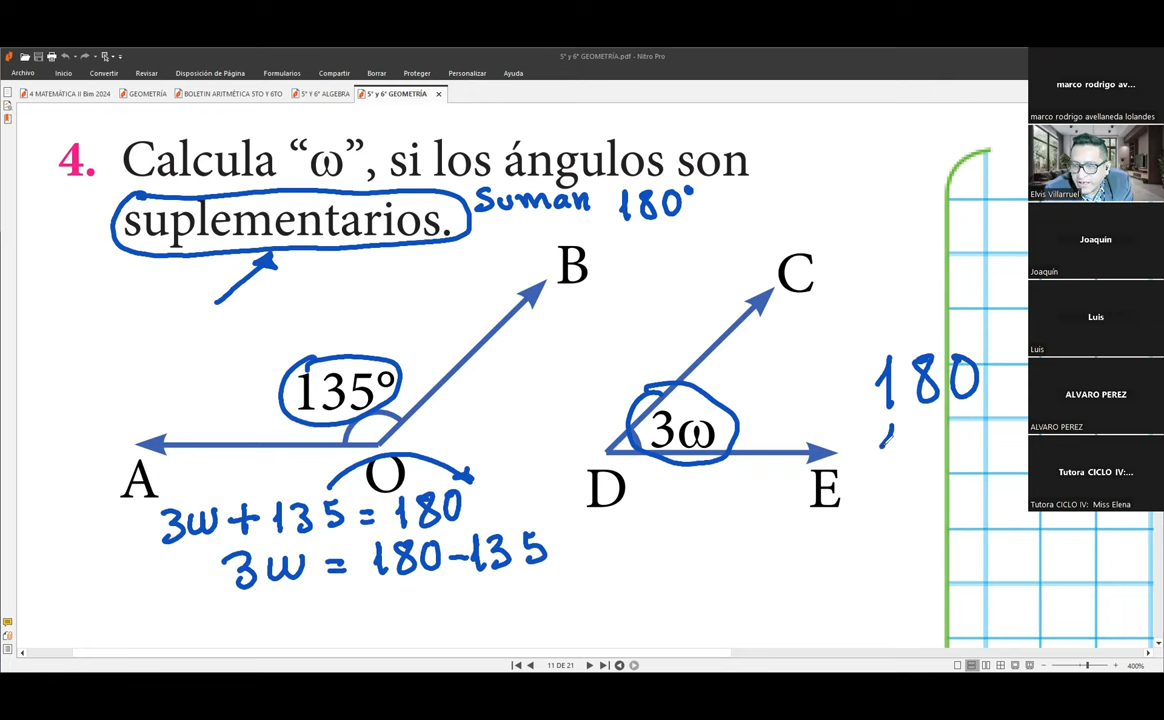 5° y 6° GEOMETRÍA.pdf - Nitro Pro
Archivo Inicio Convertir Revisar Disposición de Página Formularios Compartir Borrar Proteger Personalizar Ayuda
4 MATEMÁTICA II Bim 2024 GEOMETRÍA BOLETIN ARITMÉTICA 5TO Y 6TO 5° Y 6° ALGEBRA 5° y 6° GEOMETRÍA
4. Calcula “ω”, si los ángulos son
suplementarios. Suman 180°
B
C
135°
3ω
180
A
O
D
E
3w + 135 = 180
3w = 180 - 135
marco rodrigo av...
marco rodrigo avellaneda lolandes
Elvis Villarruel
Joaquin
Joaquín
Luis
Luis
ALVARO PEREZ
ALVARO PEREZ
Tutora CICLO IV:...
Tutora CICLO IV: Miss Elena
11 DE 21
400%